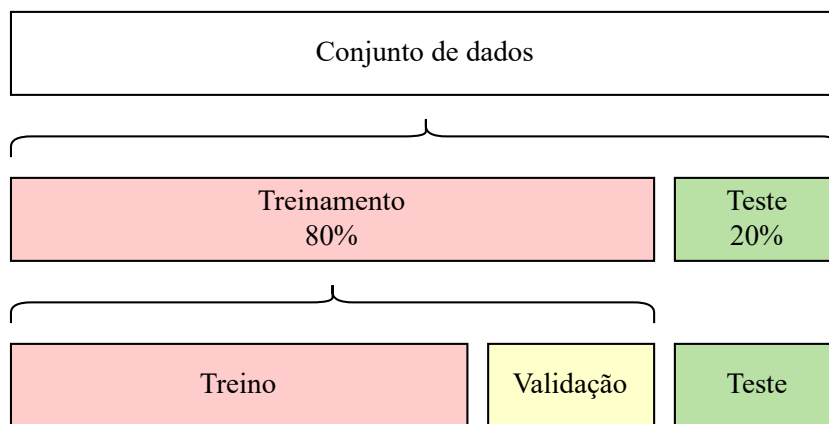 Conjunto de dados
Treinamento
80%
Teste
20%
Treino
Validação
Teste